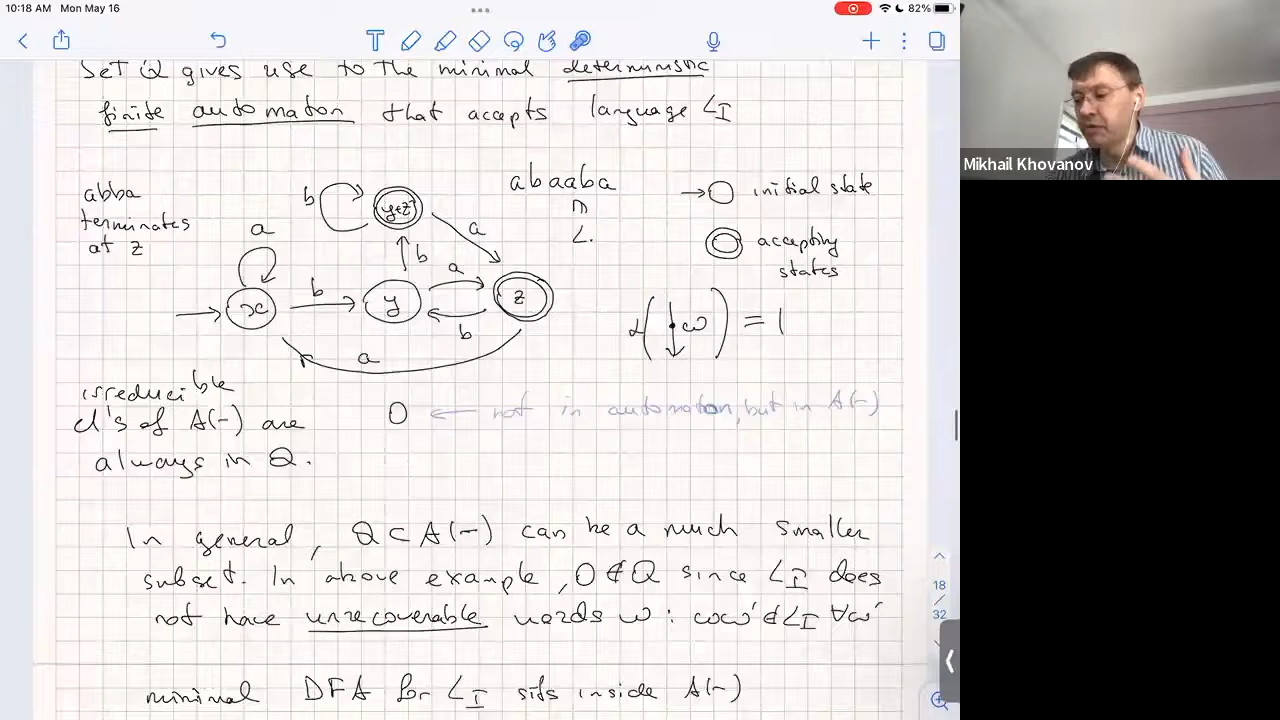 10:18 AM Mon May 16
82%
Set Q gives use to the minimal deterministic
finite automaton that accepts language L_I
abba
terminates
at z
abaaba
∩
L.
→ ○ initial state
accepting
states
b
y+z
a
a
b
b
a
x
y
z
b
a
α( ↓ω ) = 1
irreducible
el's of A(-) are
always in Q.
0 ← not in automaton, but in A(-)
In general, Q ⊂ A(-) can be a much smaller
subset. In above example, 0 ∉ Q since L_I does
not have unrecoverable words ω : ωω' ∉ L_I ∀ω'
minimal DFA for L_I sits inside A(-)
18
/
32
Mikhail Khovanov